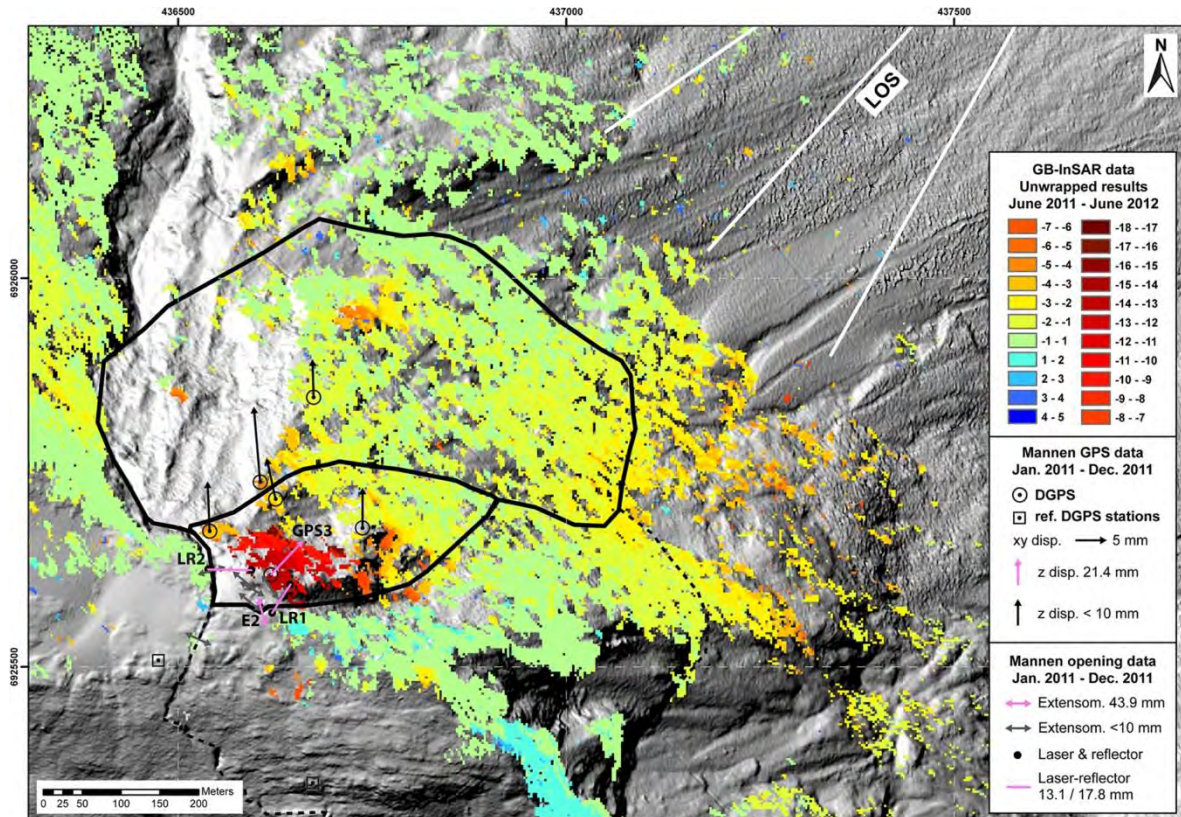 436500 437000 437500
N
LOS
6926000
6925500
GPS3
LR2
E2 LR1
0 25 50 100 150 200 Meters
GB-InSAR data
Unwrapped results
June 2011 - June 2012
-7 - -6 -18 - -17
-6 - -5 -17 - -16
-5 - -4 -16 - -15
-4 - -3 -15 - -14
-3 - -2 -14 - -13
-2 - -1 -13 - -12
-1 - 1 -12 - -11
1 - 2 -11 - -10
2 - 3 -10 - -9
3 - 4 -9 - -8
4 - 5 -8 - -7
Mannen GPS data
Jan. 2011 - Dec. 2011
DGPS
ref. DGPS stations
xy disp. 5 mm
z disp. 21.4 mm
z disp. < 10 mm
Mannen opening data
Jan. 2011 - Dec. 2011
Extensom. 43.9 mm
Extensom. <10 mm
Laser & reflector
Laser-reflector
13.1 / 17.8 mm